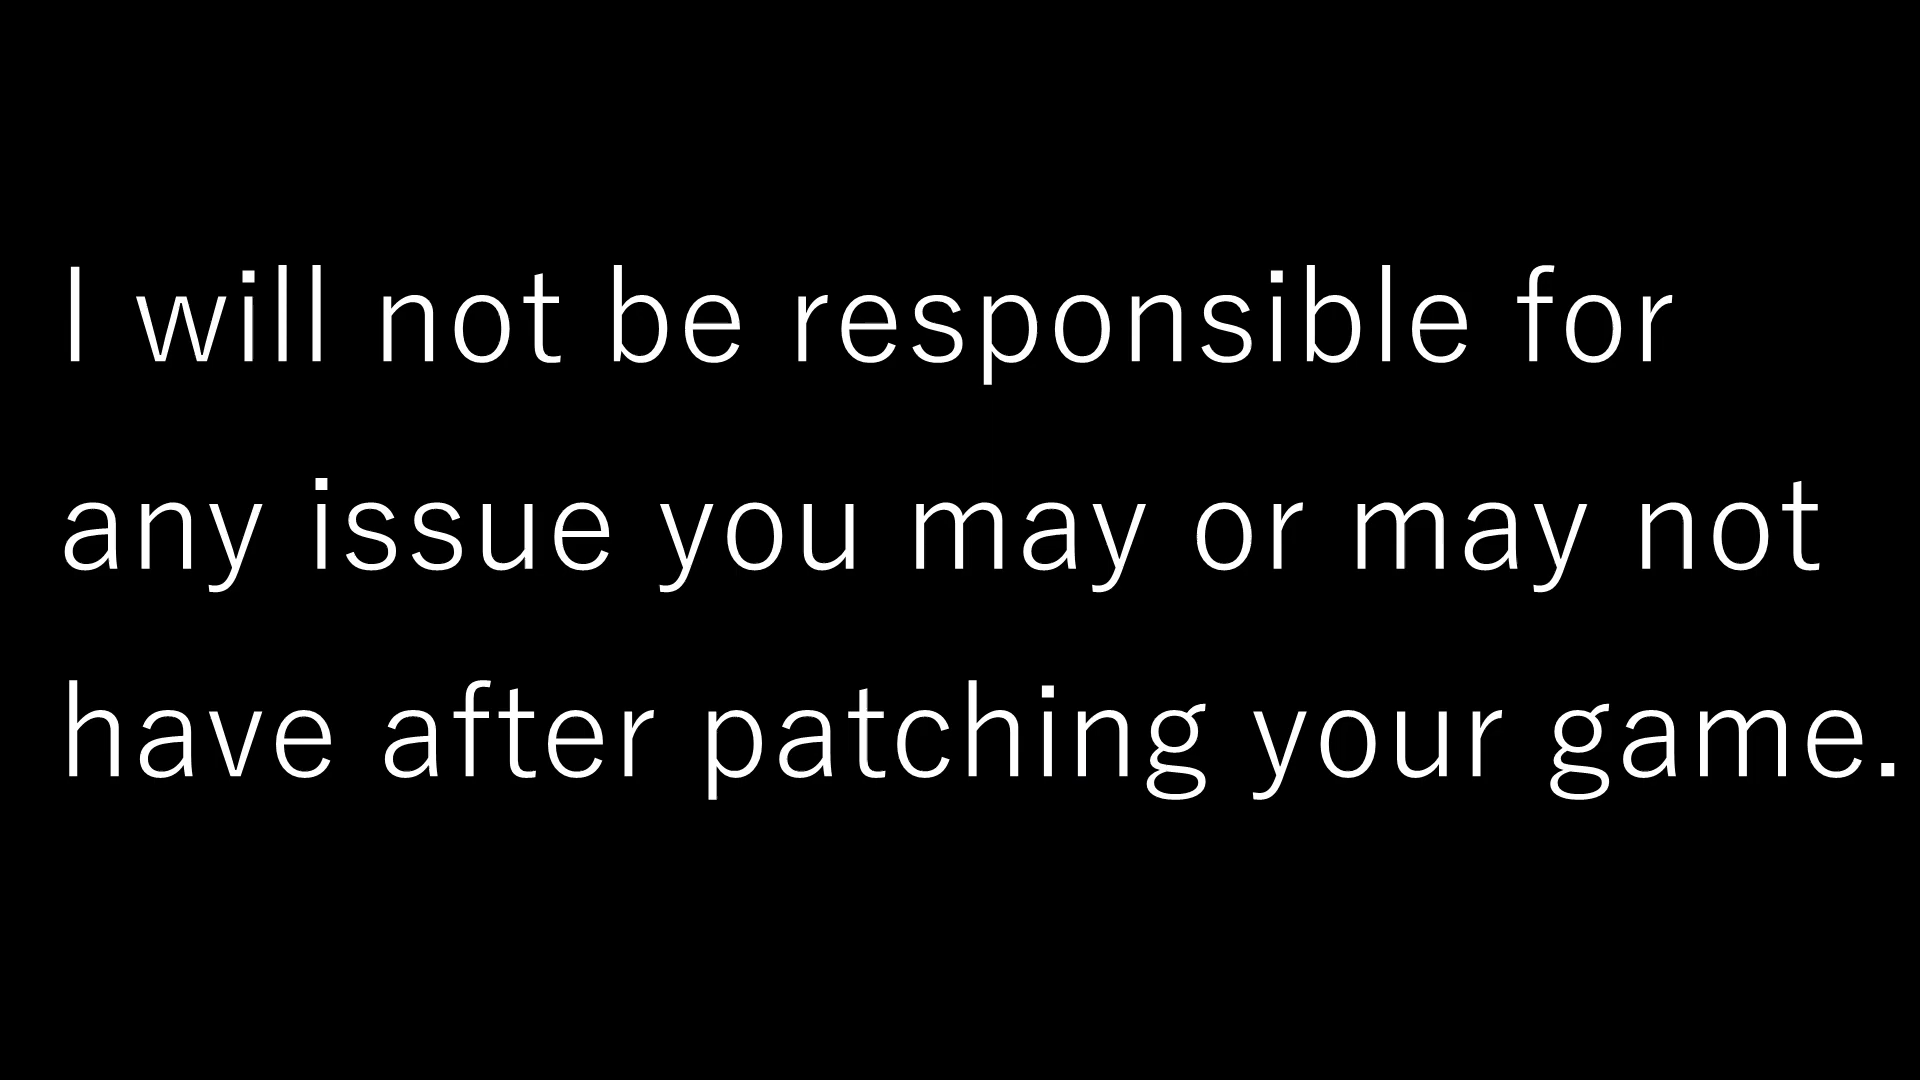 I will not be responsible for
any issue you may or may not
have after patching your game.